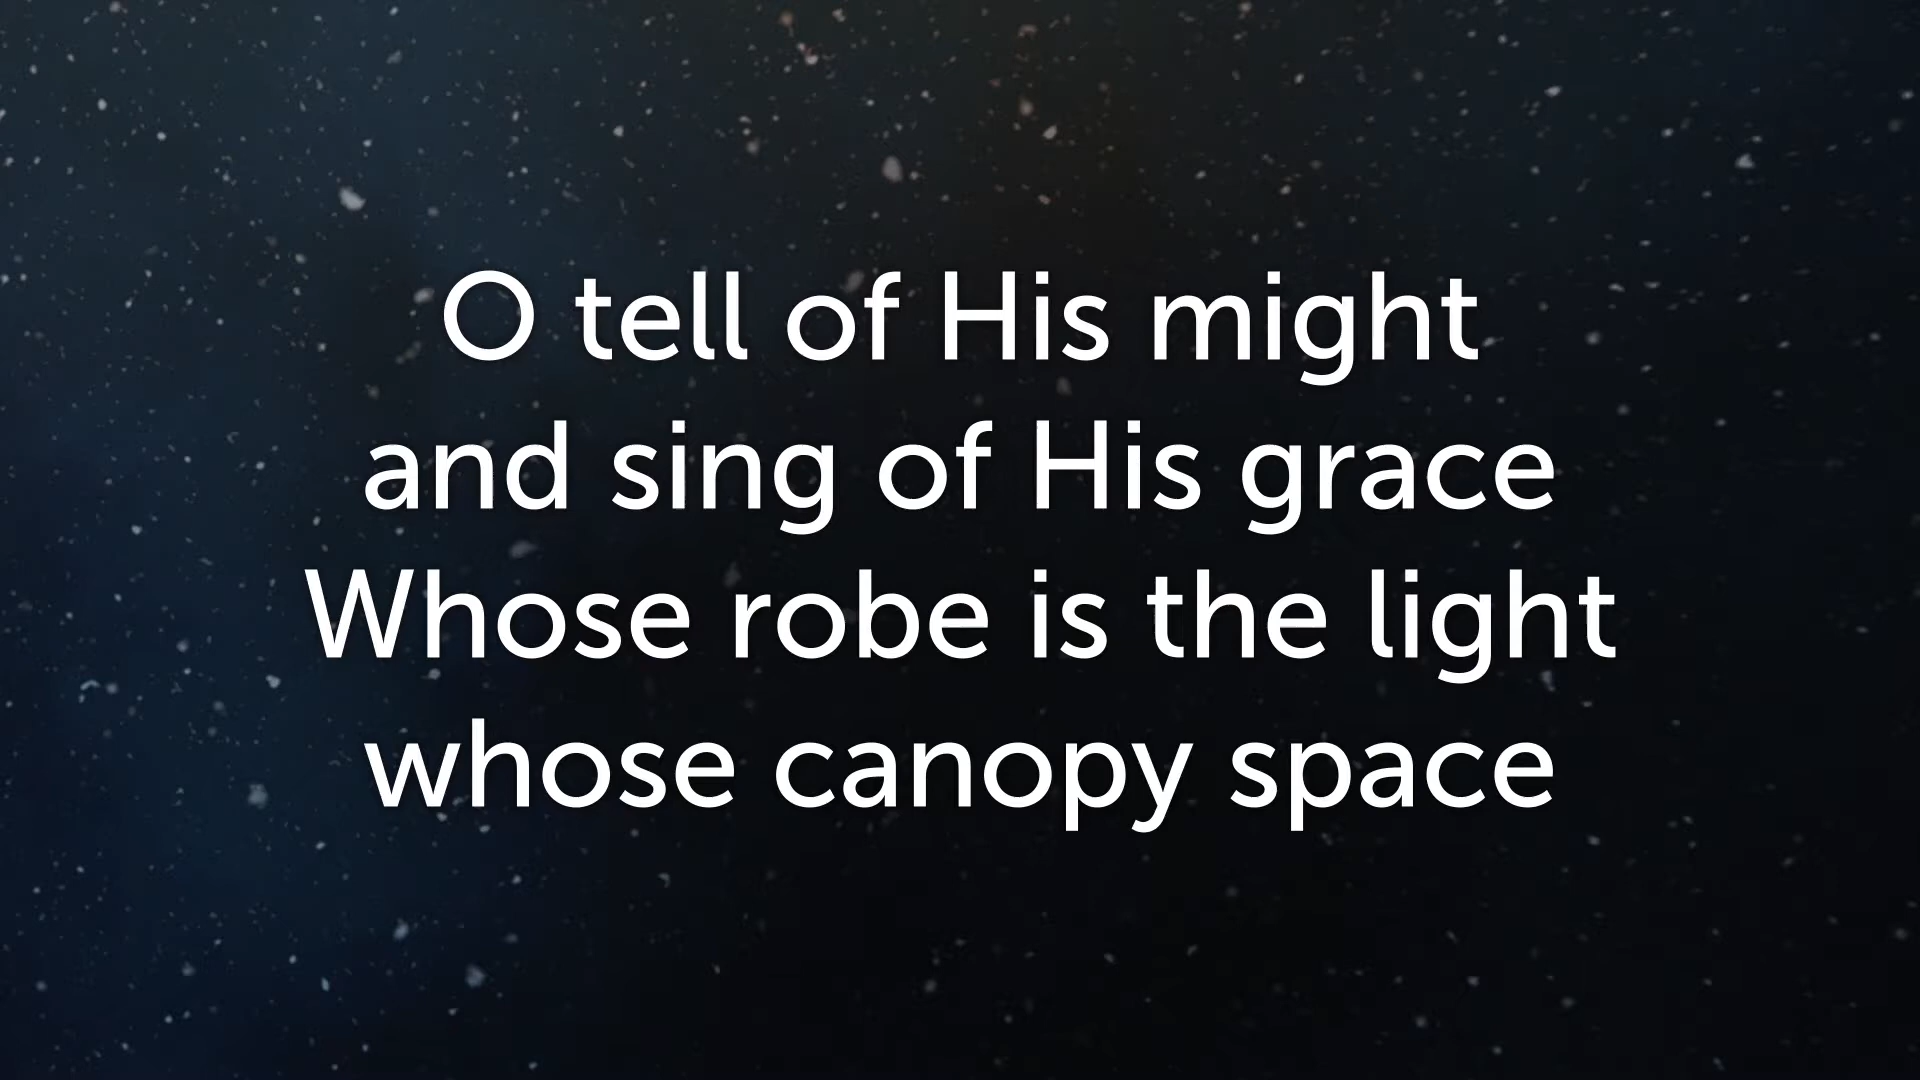 O tell of His might
and sing of His grace
Whose robe is the light
whose canopy space